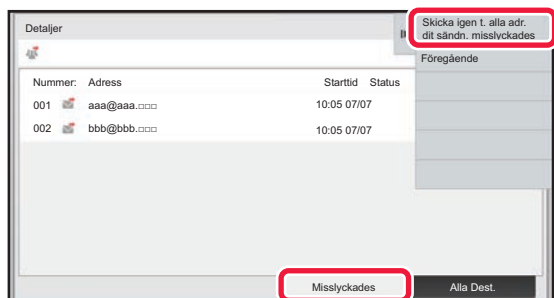 Detaljer
Skicka igen t. alla adr.
dit sändn. misslyckades
Föregående
Nummer: Adress Starttid Status
001 aaa@aaa.□□□ 10:05 07/07
002 bbb@bbb.□□□ 10:05 07/07
Misslyckades Alla Dest.